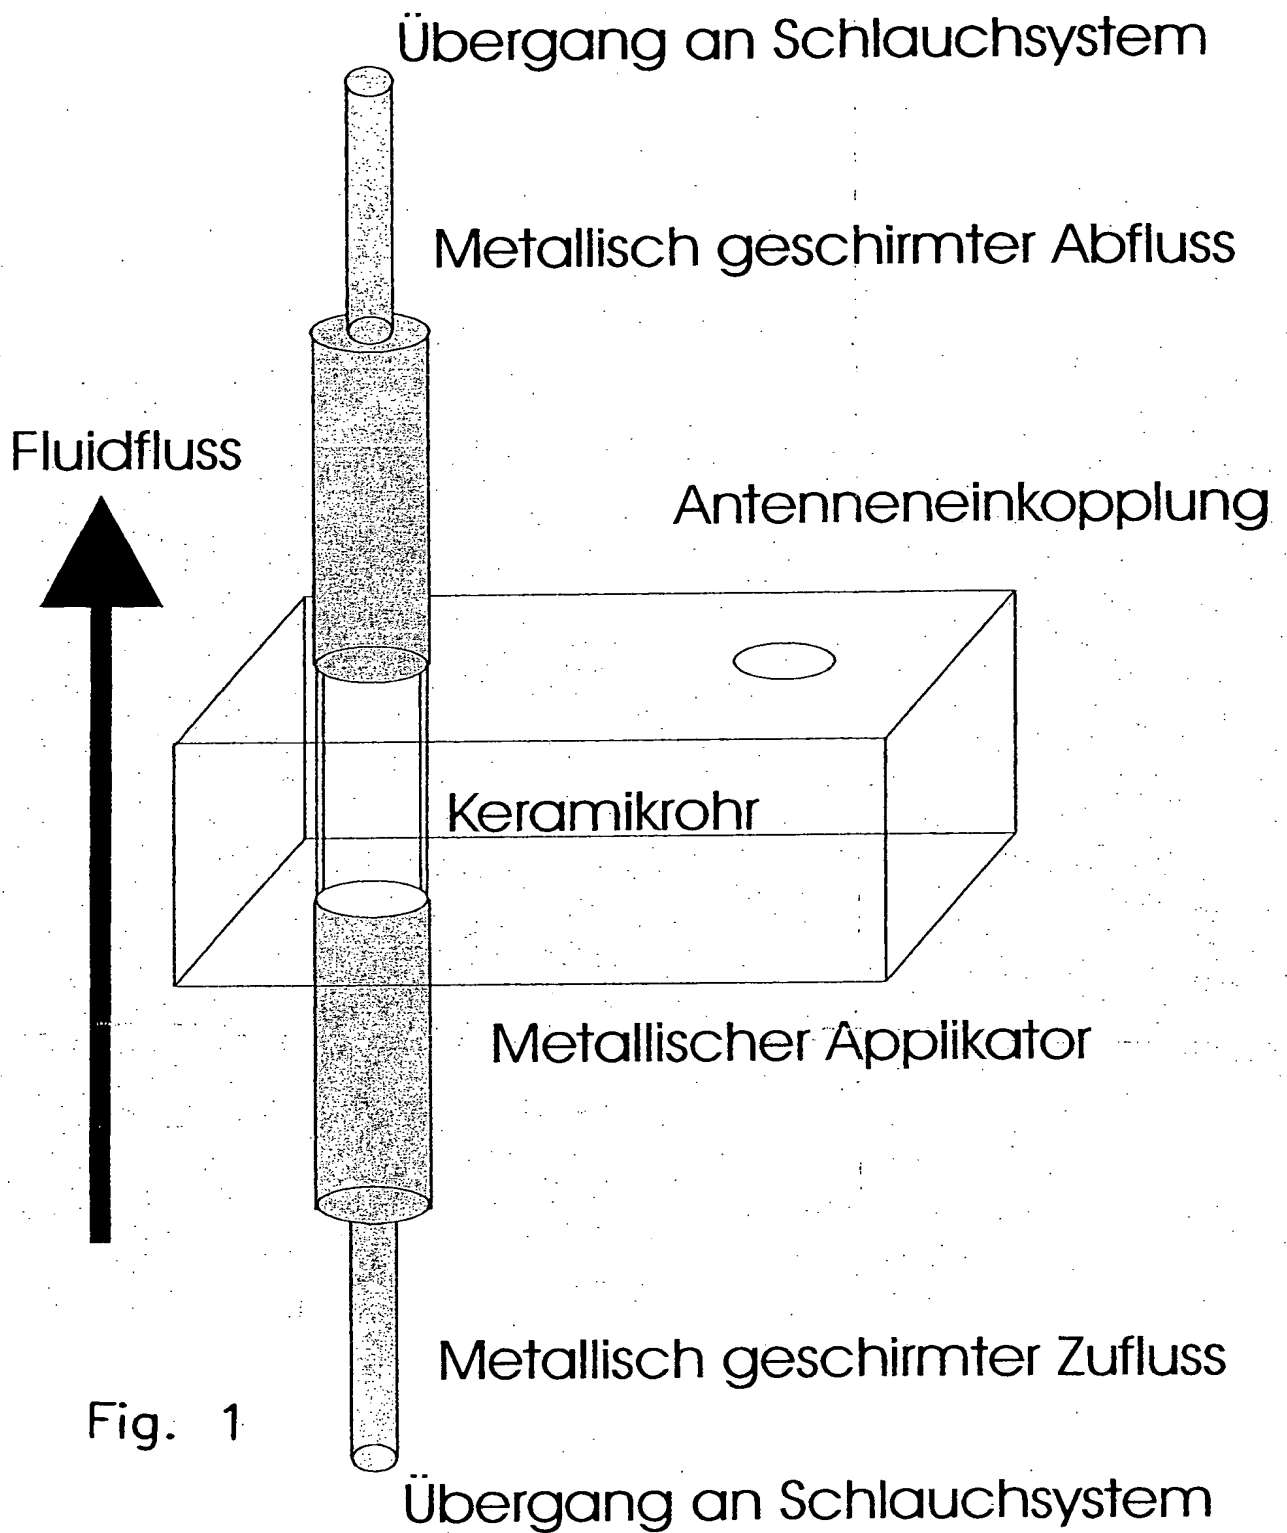 Übergang an Schlauchsystem
Metallisch geschirmter Abfluss
Fluidfluss
Antenneneinkopplung
Keramikrohr
Metallischer Applikator
Metallisch geschirmter Zufluss
Fig. 1
Übergang an Schlauchsystem